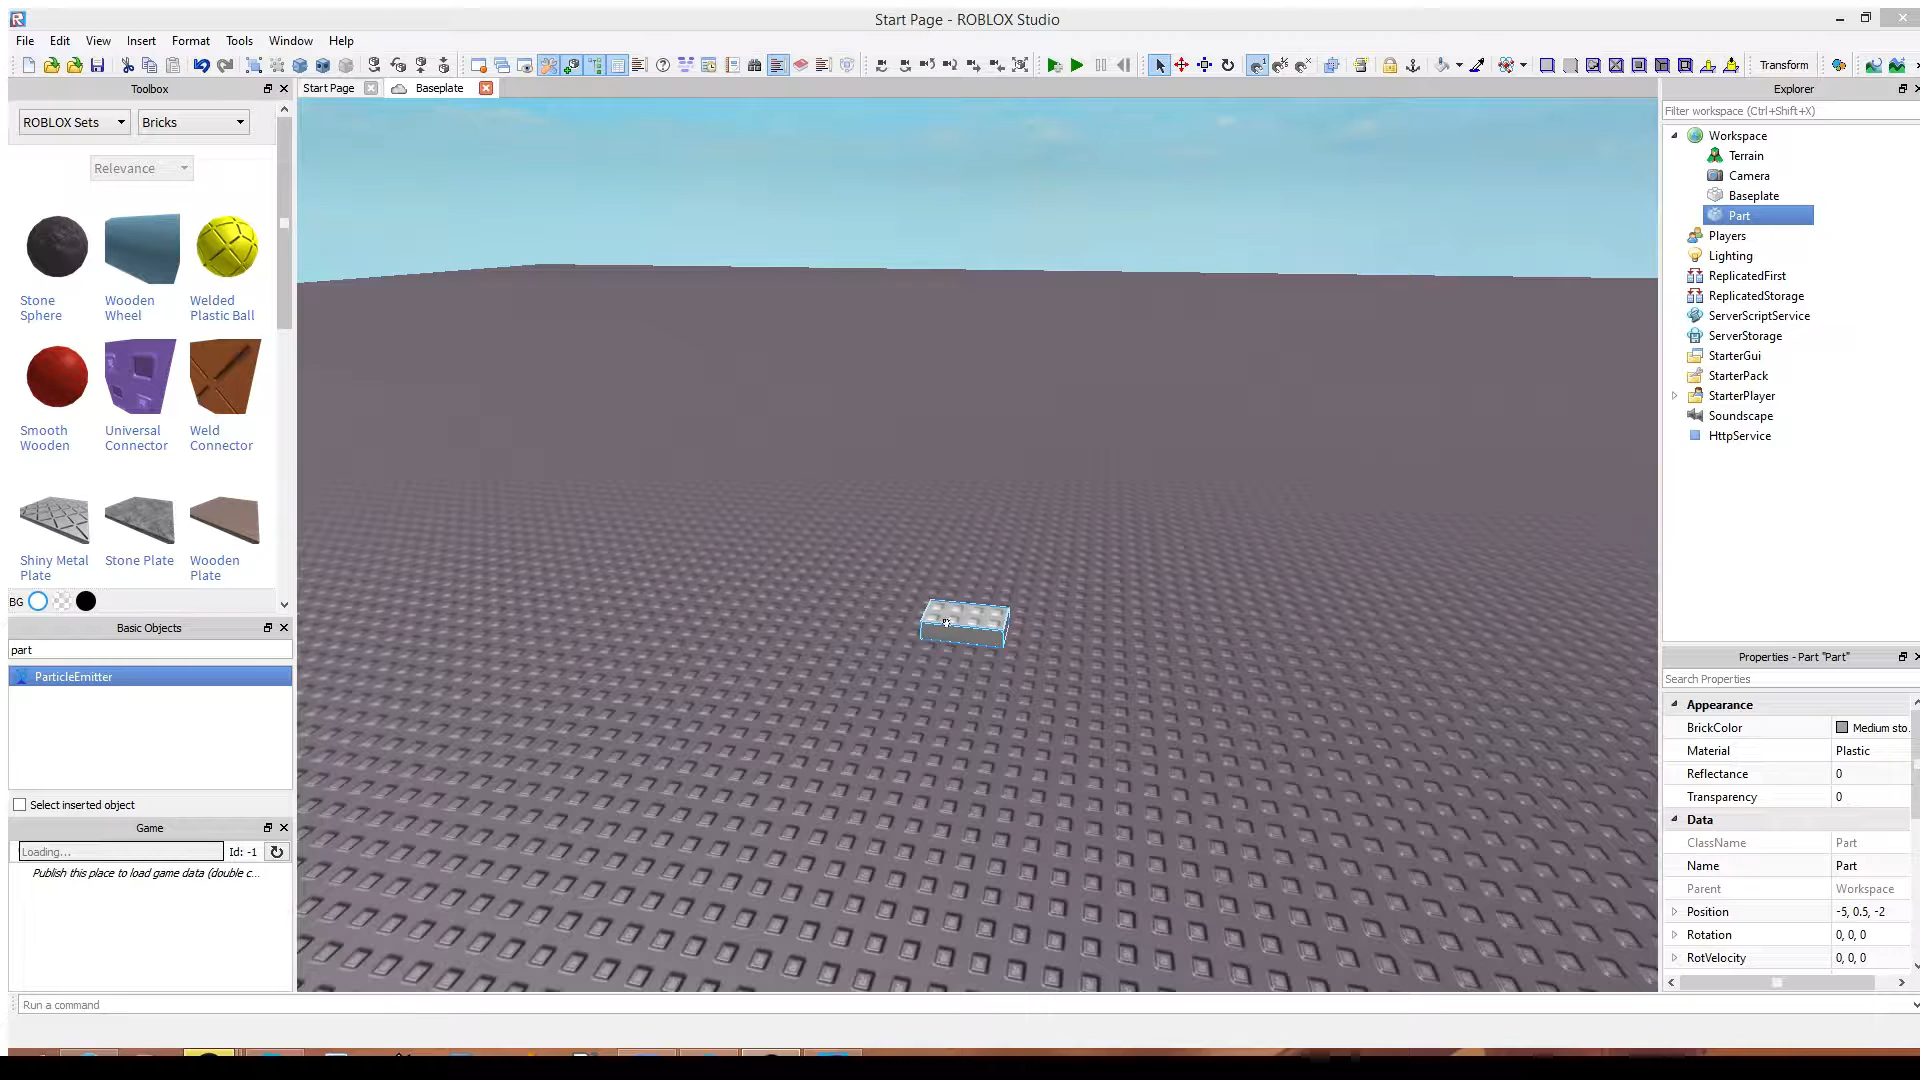 Start Page - ROBLOX Studio
File Edit View Insert Format Tools Window Help
Transform
Toolbox
Start Page
Baseplate
Explorer
ROBLOX Sets
Bricks
Filter workspace (Ctrl+Shift+X)
Relevance
Workspace
Terrain
Camera
Baseplate
Part
Players
Lighting
ReplicatedFirst
ReplicatedStorage
ServerScriptService
ServerStorage
StarterGui
StarterPack
StarterPlayer
Soundscape
HttpService
Stone Wooden Welded
Sphere Wheel Plastic Ball
Smooth Universal Weld
Wooden Connector Connector
Shiny Metal Stone Plate Wooden
Plate Plate
BG
Basic Objects
part
ParticleEmitter
Select inserted object
Game
Loading...
Id: -1
Publish this place to load game data (double c...
Properties - Part "Part"
Search Properties
Appearance
BrickColor Medium sto.
Material Plastic
Reflectance 0
Transparency 0
Data
ClassName Part
Name Part
Parent Workspace
Position -5, 0.5, -2
Rotation 0, 0, 0
RotVelocity 0, 0, 0
Run a command